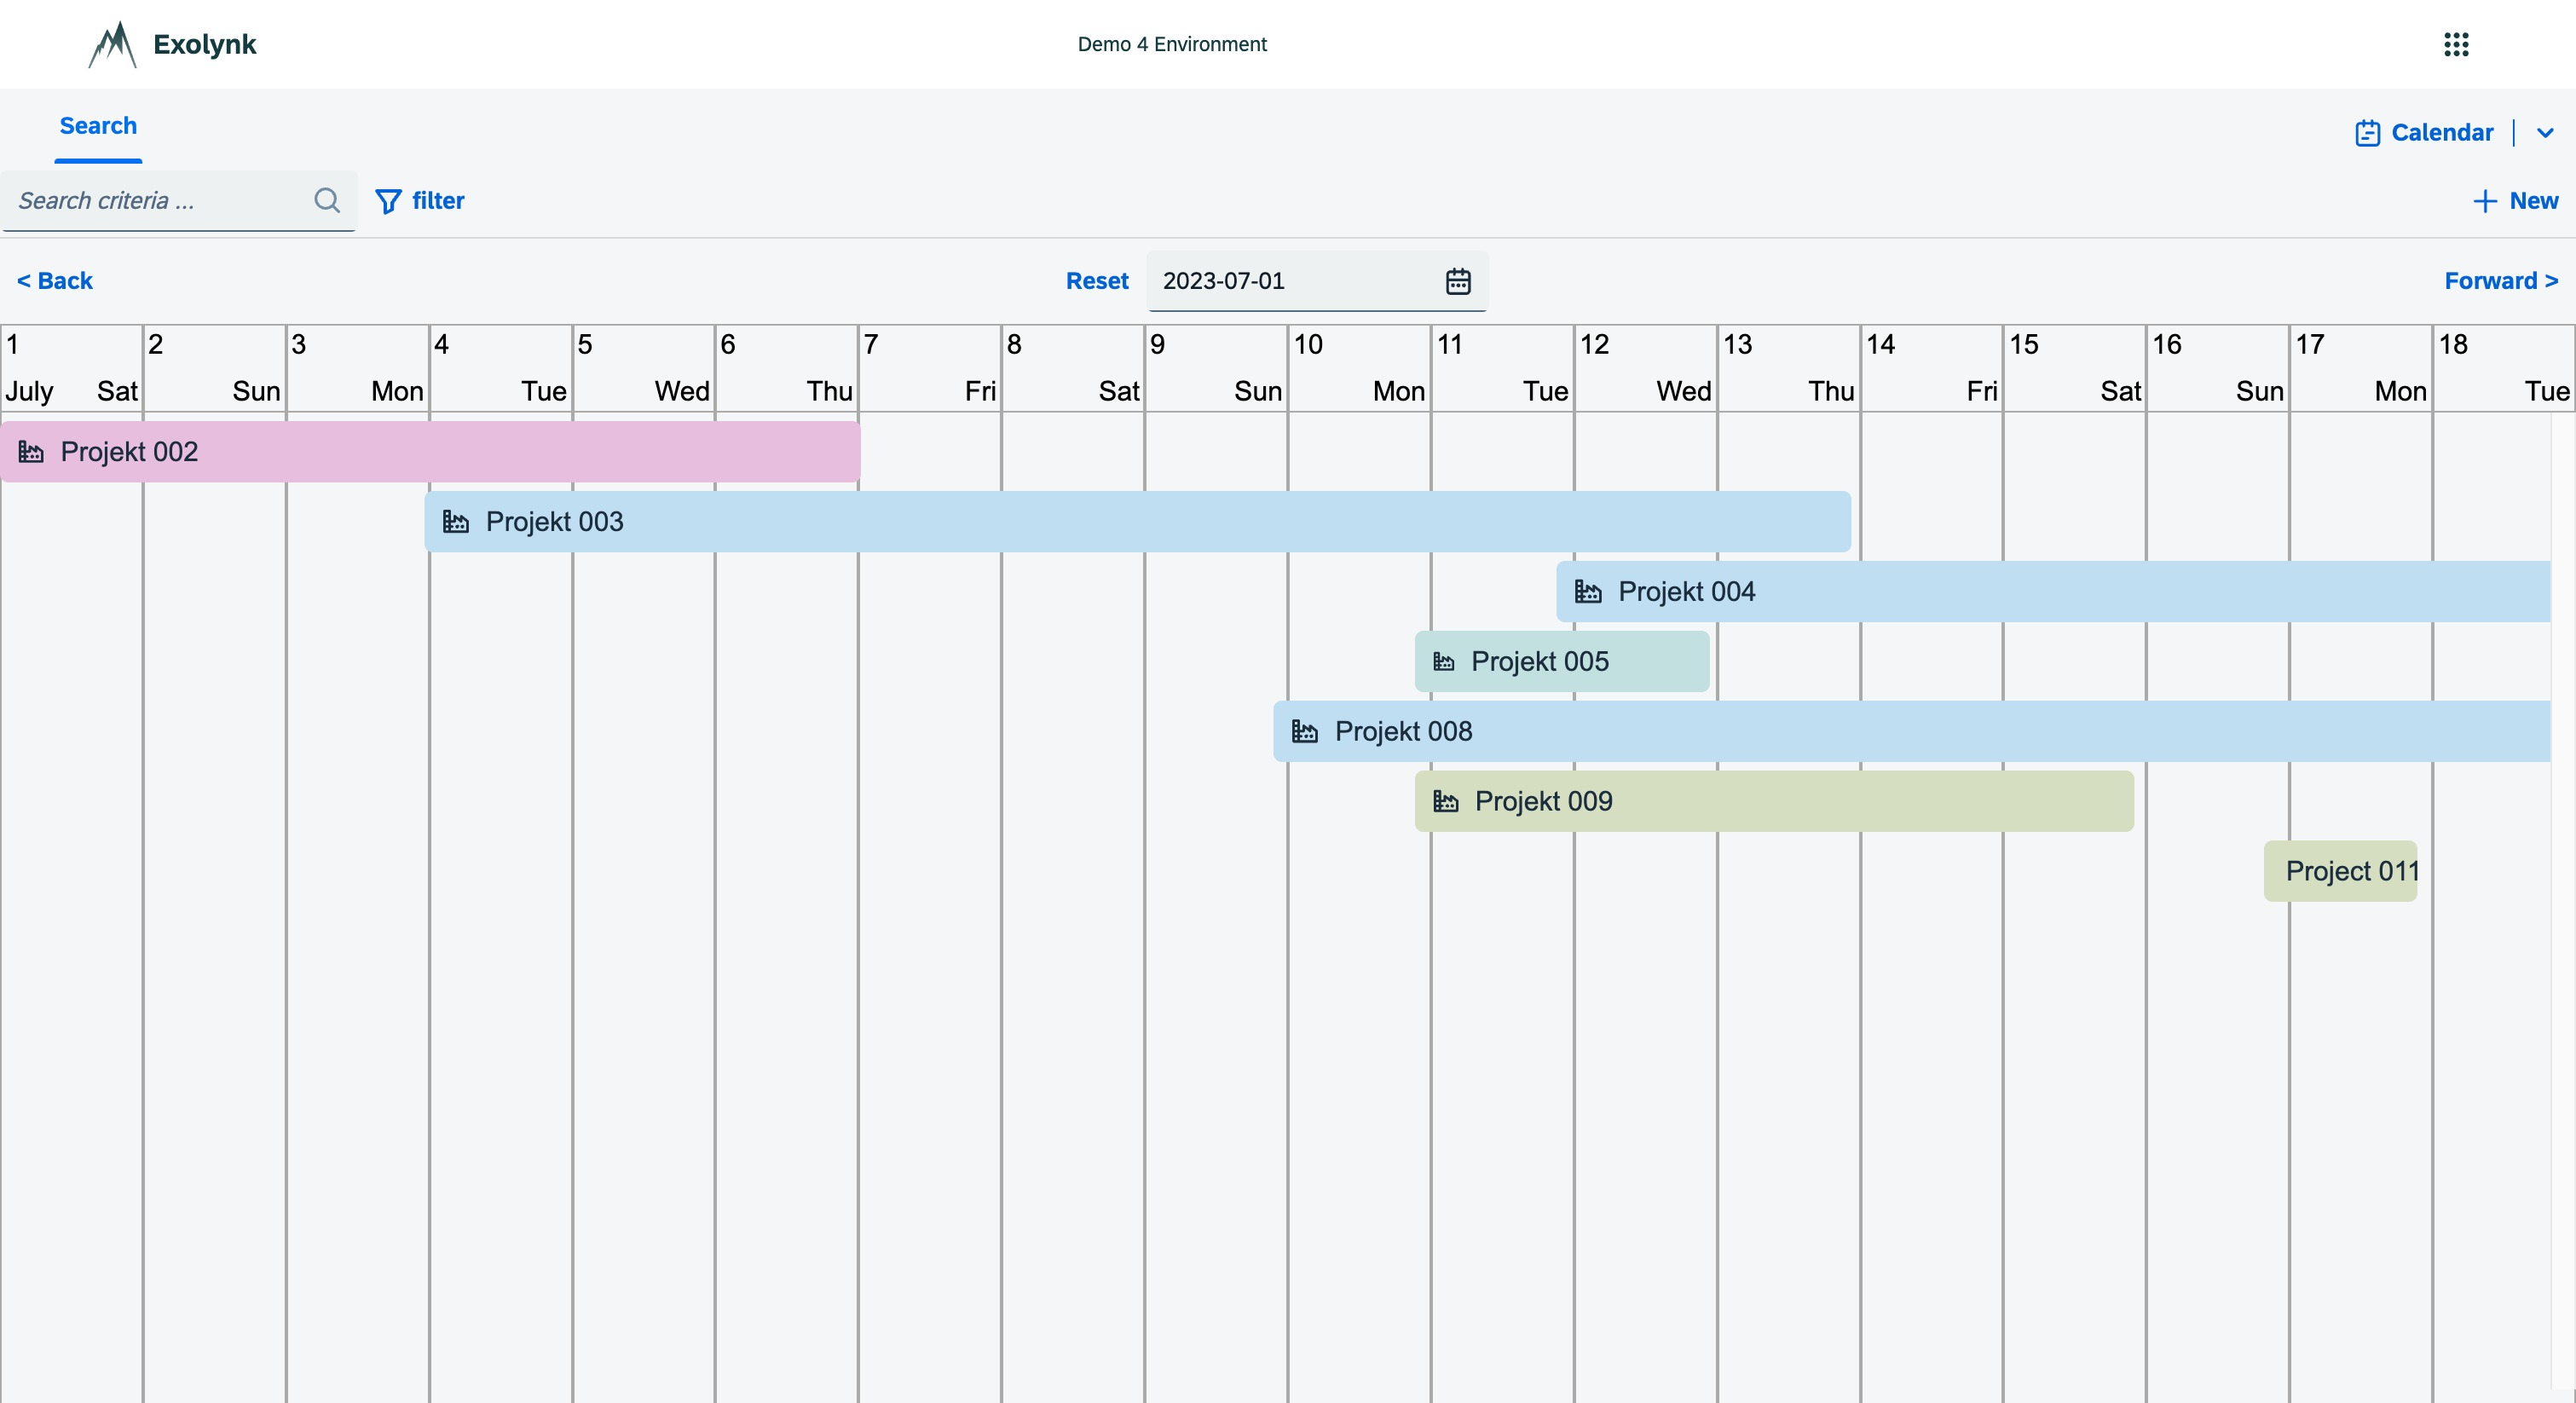 Exolynk
Demo 4 Environment
Search
Calendar
Search criteria ...
filter
New
< Back
Reset
2023-07-01
Forward >
1 2 3 4 5 6 7 8 9 10 11 12 13 14 15 16 17 18
July Sat Sun Mon Tue Wed Thu Fri Sat Sun Mon Tue Wed Thu Fri Sat Sun Mon Tue
Projekt 002
Projekt 003
Projekt 004
Projekt 005
Projekt 008
Projekt 009
Project 011